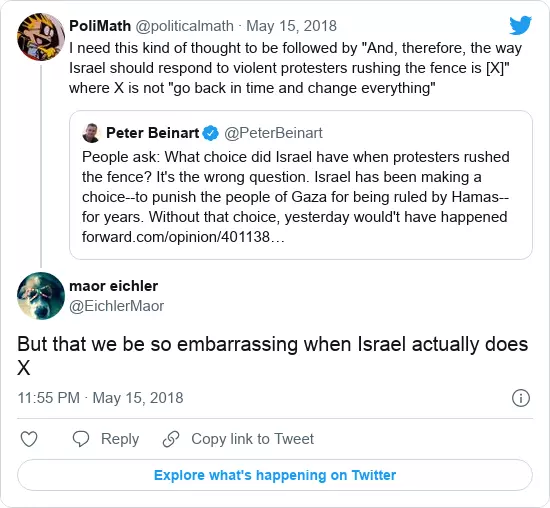 PoliMath @politicalmath · May 15, 2018
I need this kind of thought to be followed by "And, therefore, the way
Israel should respond to violent protesters rushing the fence is [X]"
where X is not "go back in time and change everything"
Peter Beinart @PeterBeinart
People ask: What choice did Israel have when protesters rushed
the fence? It's the wrong question. Israel has been making a
choice--to punish the people of Gaza for being ruled by Hamas--
for years. Without that choice, yesterday would't have happened
forward.com/opinion/401138…
maor eichler
@EichlerMaor
But that we be so embarrassing when Israel actually does
X
11:55 PM · May 15, 2018
Reply Copy link to Tweet
Explore what's happening on Twitter